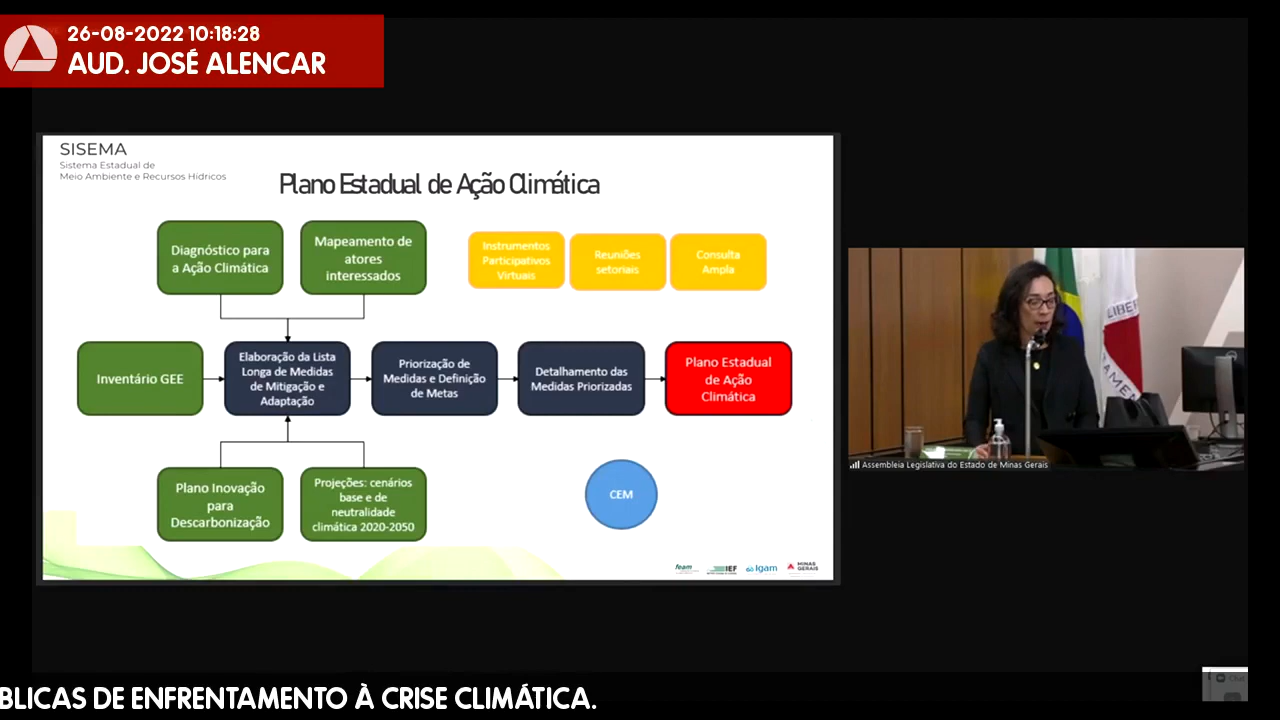 26-08-2022 10:18:28
AUD. JOSÉ ALENCAR
SISEMA
Sistema Estadual de
Meio Ambiente e Recursos Hídricos
Plano Estadual de Ação Climática
Diagnóstico para
a Ação Climática
Mapeamento de
atores
interessados
Instrumentos
Participativos
Virtuais
Reuniões
setoriais
Consulta
Ampla
Inventário GEE
Elaboração da Lista
Longa de Medidas
de Mitigação e
Adaptação
Priorização de
Medidas e Definição
de Metas
Detalhamento das
Medidas Priorizadas
Plano Estadual
de Ação
Climática
Plano Inovação
para
Descarbonização
Projeções: cenários
base e de
neutralidade
climática 2020-2050
CEM
feam
IEF
Igam
MINAS
GERAIS
LIBER
AMEN
Assembleia Legislativa do Estado de Minas Gerais
Chat
BLICAS DE ENFRENTAMENTO À CRISE CLIMÁTICA.